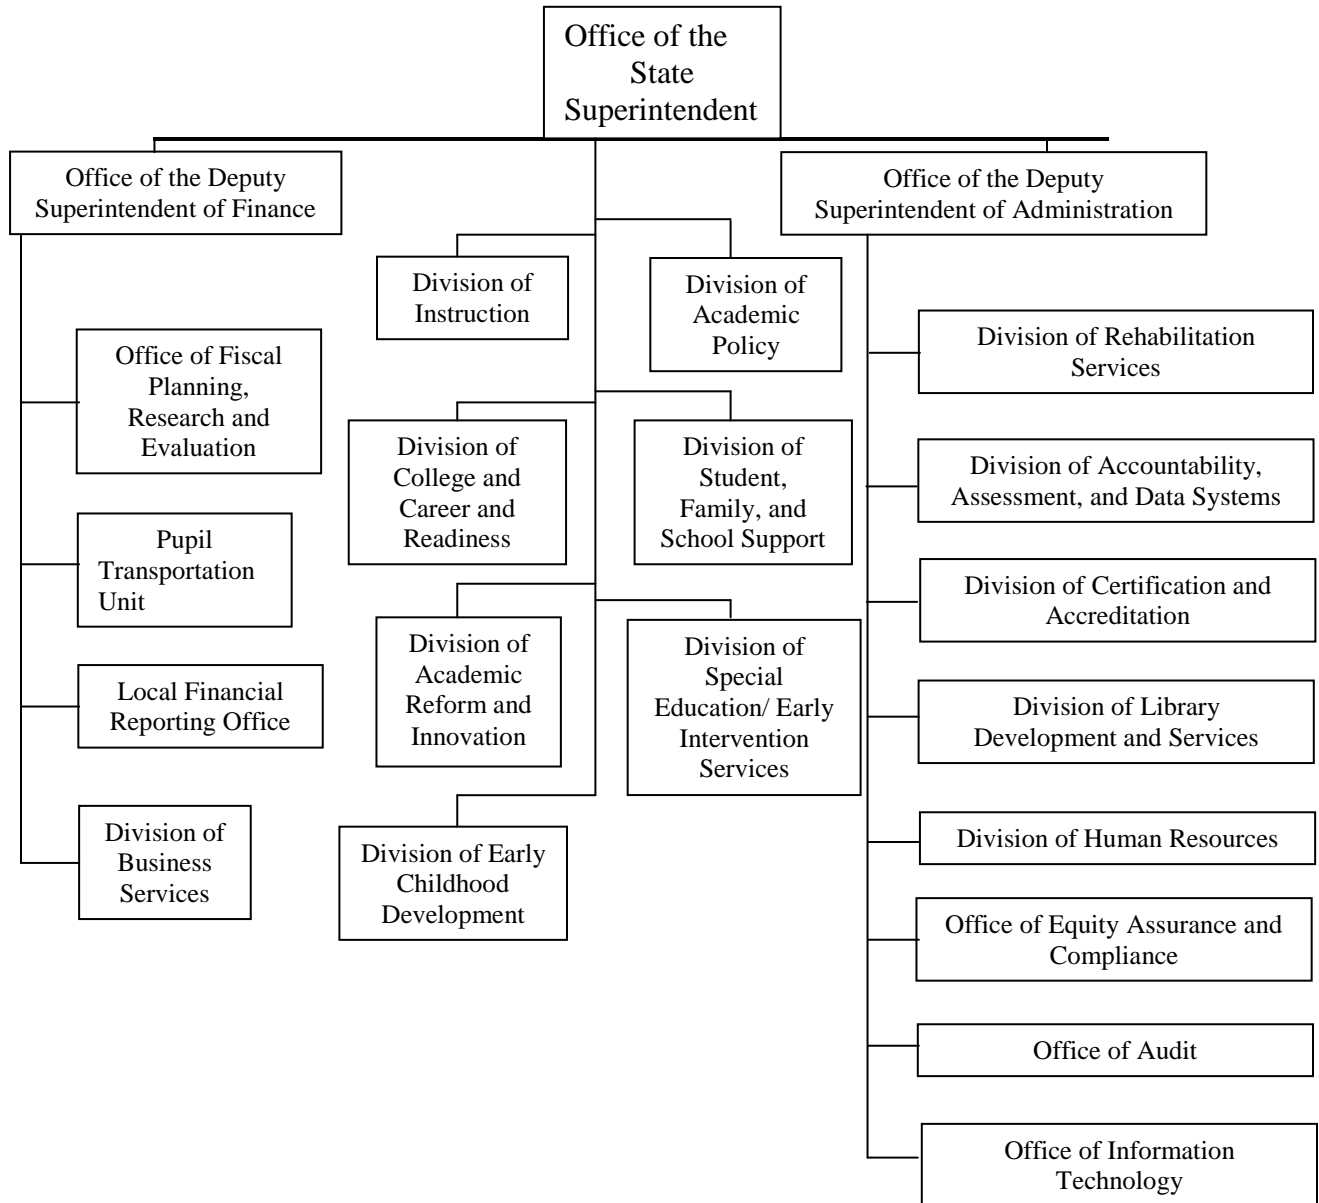 Office of the
State
Superintendent
Office of the Deputy
Superintendent of Finance
Office of the Deputy
Superintendent of Administration
Office of Fiscal
Planning,
Research and
Evaluation
Pupil
Transportation
Unit
Local Financial
Reporting Office
Division of
Business
Services
Division of
Instruction
Division of
Academic
Policy
Division of
College and
Career and
Readiness
Division of
Student,
Family, and
School Support
Division of
Academic
Reform and
Innovation
Division of
Special
Education/ Early
Intervention
Services
Division of Early
Childhood
Development
Division of Rehabilitation
Services
Division of Accountability,
Assessment, and Data Systems
Division of Certification and
Accreditation
Division of Library
Development and Services
Division of Human Resources
Office of Equity Assurance and
Compliance
Office of Audit
Office of Information
Technology